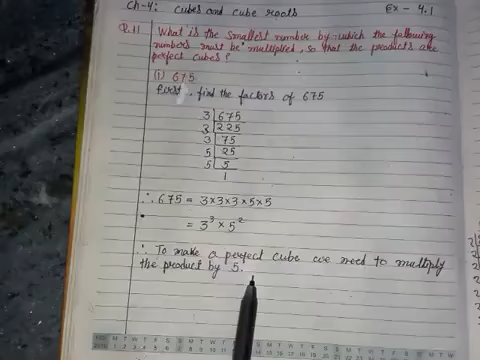 Ch-4: Cubes and cube roots Ex - 4.1
Q.11 What is the smallest number by which the following
numbers must be multiplied, so that the products are
perfect cubes?
(i) 675
First, find the factors of 675
3 | 675
3 | 225
3 | 75
5 | 25
5 | 5
1
∴ 675 = 3×3×3×5×5
= 3³ × 5²
∴ To make a perfect cube we need to multiply
the product by 5.